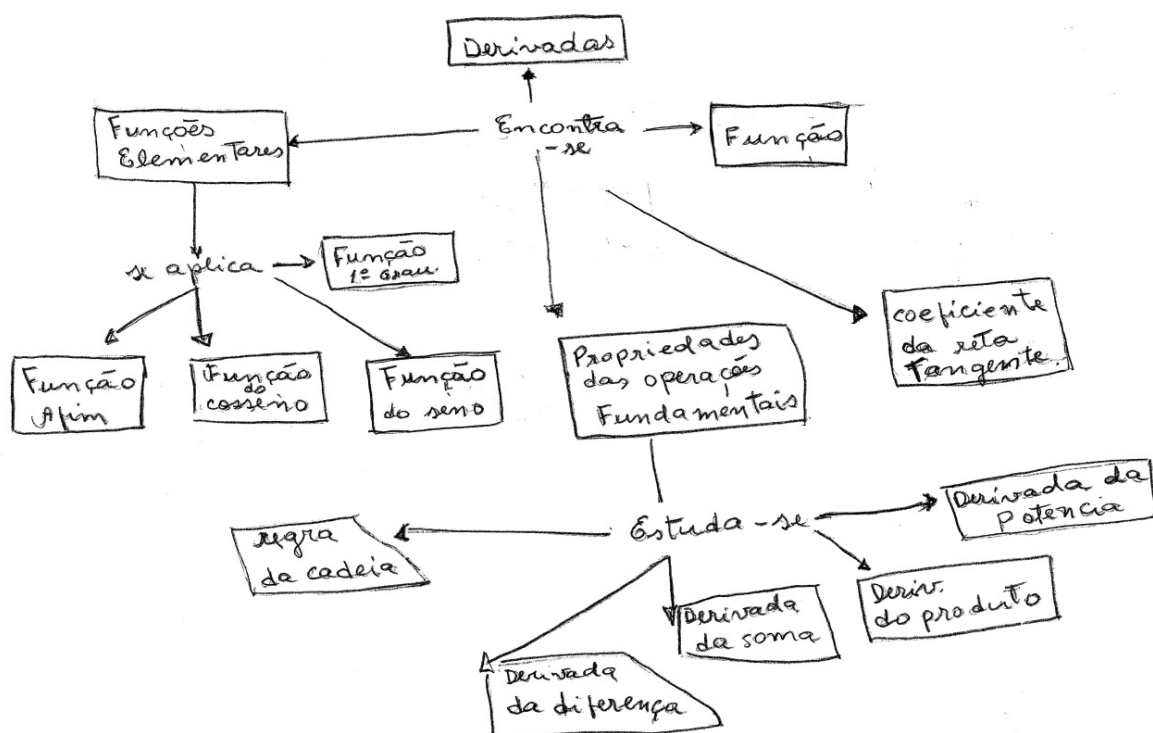 Derivadas
Funções
Elementares
Encontra
-se
Função
se aplica
Função
1º Grau.
coeficiente
da reta
Tangente.
Propriedades
das operações
Fundamentais
Função
Afim
Função
do
cosseno
Função
do seno
Estuda-se
Derivada da
Potencia
regra
da cadeia
Deriv.
do produto
Derivada
da soma
Derivada
da diferença